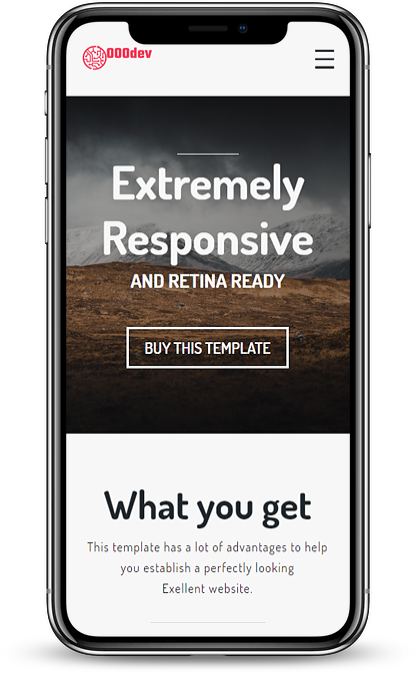 000dev
Extremely
Responsive
AND RETINA READY
BUY THIS TEMPLATE
What you get
This template has a lot of advantages to help
you establish a perfectly looking
Exellent website.